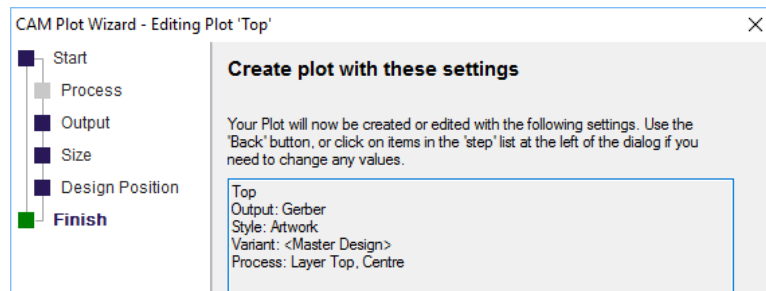 CAM Plot Wizard - Editing Plot 'Top'
Start
Process
Output
Size
Design Position
Finish
Create plot with these settings
Your Plot will now be created or edited with the following settings. Use the
'Back' button, or click on items in the 'step' list at the left of the dialog if you
need to change any values.
Top
Output: Gerber
Style: Artwork
Variant: <Master Design>
Process: Layer Top, Centre